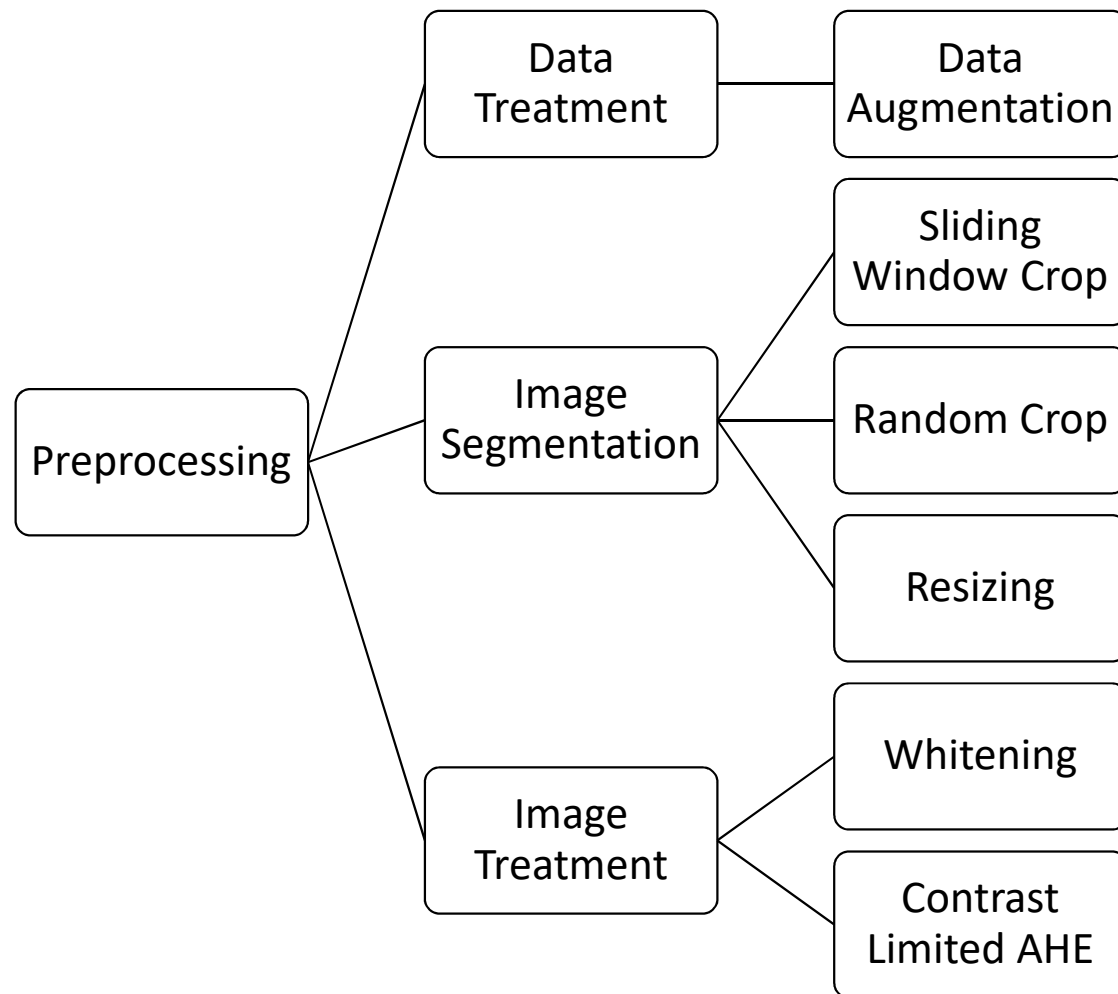 Data
Treatment
Data
Augmentation
Sliding
Window Crop
Preprocessing
Image
Segmentation
Random Crop
Resizing
Image
Treatment
Whitening
Contrast
Limited AHE